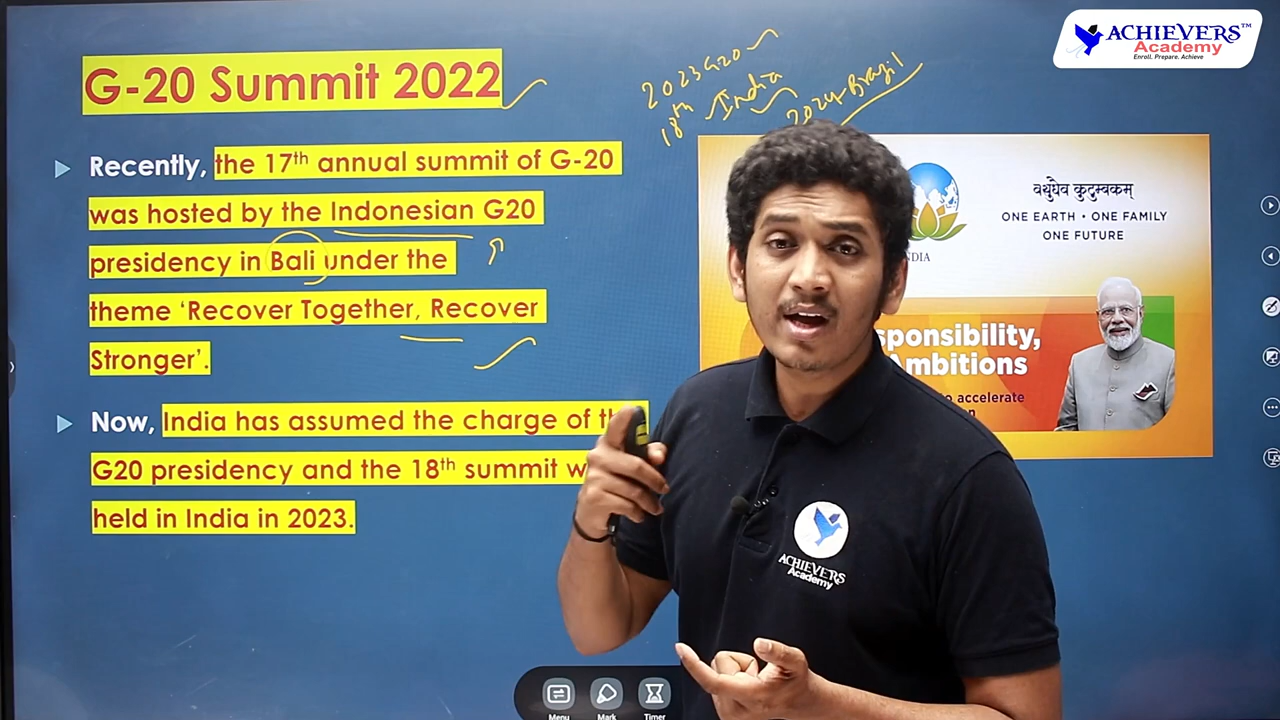 ACHIEVERS™
Academy
Enroll. Prepare. Achieve
G-20 Summit 2022
2023 G20
18th India
2024 Brazil
Recently, the 17th annual summit of G-20
was hosted by the Indonesian G20
presidency in Bali under the
theme ‘Recover Together, Recover
Stronger’.
Now, India has assumed the charge of th
G20 presidency and the 18th summit w
held in India in 2023.
वसुधैव कुटुम्बकम्
ONE EARTH • ONE FAMILY
ONE FUTURE
sponsibility,
mbitions
to accelerate
ACHIEVERS
Academy
Menu
Mark
Timer